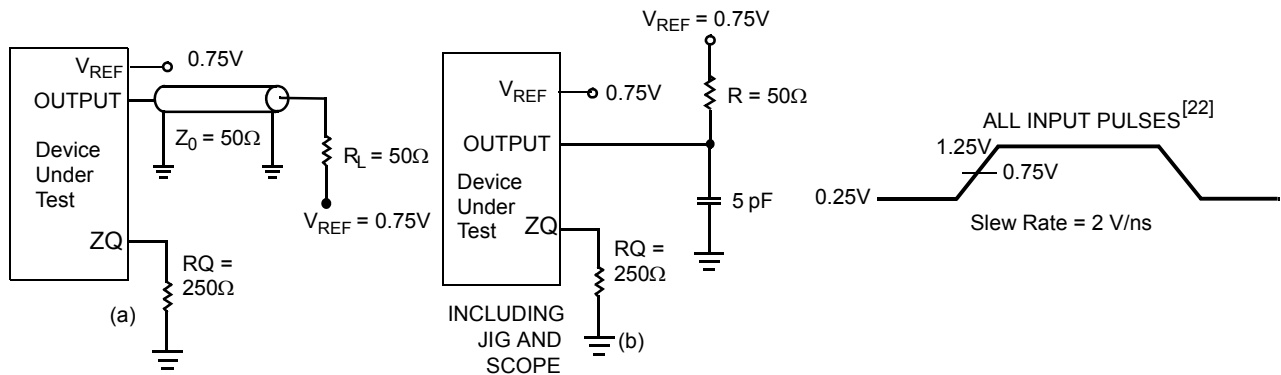 V_REF 0.75V
OUTPUT
Z_0 = 50Ω
Device
Under
Test
R_L = 50Ω
V_REF = 0.75V
ZQ
RQ =
250Ω
(a)
V_REF = 0.75V
R = 50Ω
V_REF 0.75V
OUTPUT
Device
Under
Test
5 pF
ZQ
RQ =
250Ω
INCLUDING
JIG AND
SCOPE
(b)
ALL INPUT PULSES[22]
1.25V
0.75V
0.25V
Slew Rate = 2 V/ns